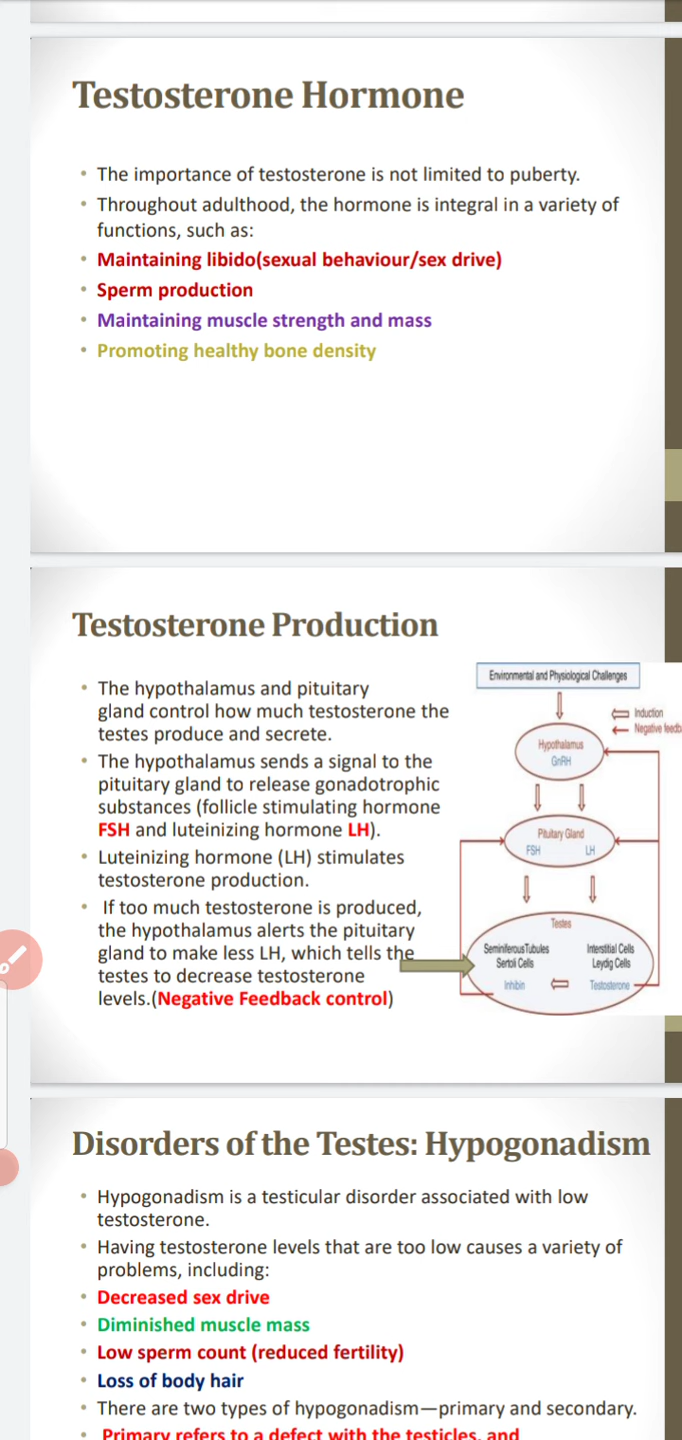 Testosterone Hormone
• The importance of testosterone is not limited to puberty.
• Throughout adulthood, the hormone is integral in a variety of
functions, such as:
• Maintaining libido(sexual behaviour/sex drive)
• Sperm production
• Maintaining muscle strength and mass
• Promoting healthy bone density
Testosterone Production
• The hypothalamus and pituitary
gland control how much testosterone the
testes produce and secrete.
• The hypothalamus sends a signal to the
pituitary gland to release gonadotrophic
substances (follicle stimulating hormone
FSH and luteinizing hormone LH).
• Luteinizing hormone (LH) stimulates
testosterone production.
• If too much testosterone is produced,
the hypothalamus alerts the pituitary
gland to make less LH, which tells the
testes to decrease testosterone
levels.(Negative Feedback control)
Environmental and Physiological Challenges
Induction
Negative feedb
Hypothalamus
GnRH
Pituitary Gland
FSH LH
Testes
Seminiferous Tubules Interstitial Cells
Sertoli Cells Leydig Cells
Inhibin Testosterone
Disorders of the Testes: Hypogonadism
• Hypogonadism is a testicular disorder associated with low
testosterone.
• Having testosterone levels that are too low causes a variety of
problems, including:
• Decreased sex drive
• Diminished muscle mass
• Low sperm count (reduced fertility)
• Loss of body hair
• There are two types of hypogonadism—primary and secondary.
• Primary refers to a defect with the testicles, and